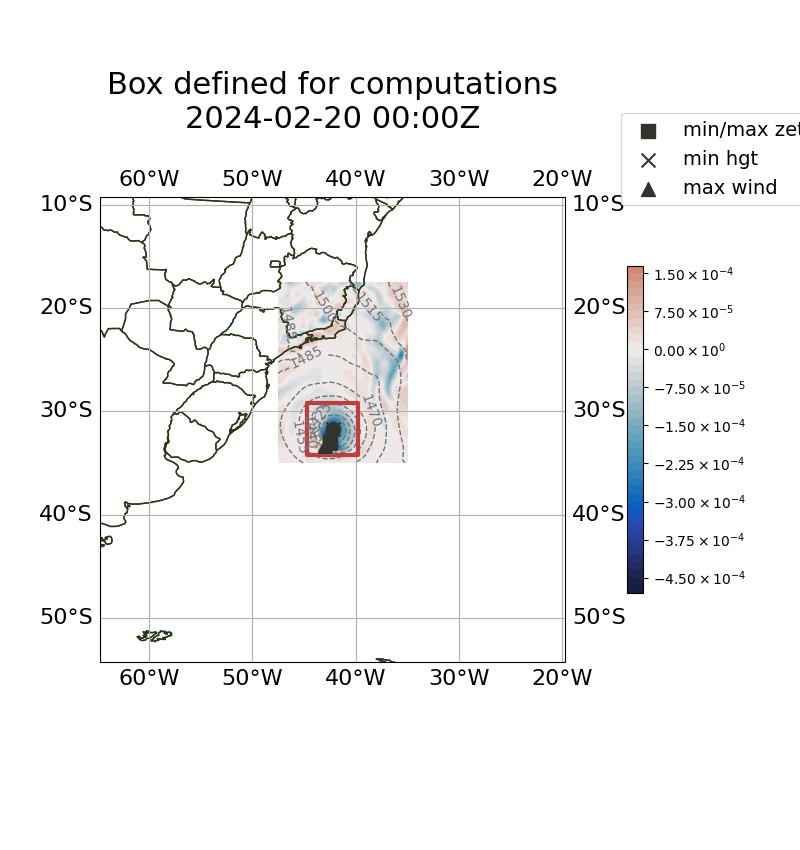 Box defined for computations
2024-02-20 00:00Z
min/max zet
min hgt
max wind
60°W 50°W 40°W 30°W 20°W
10°S 10°S
20°S 20°S
30°S 30°S
40°S 40°S
50°S 50°S
60°W 50°W 40°W 30°W 20°W
1500
1515
1530
1485
1485
1470
1455
1.50 × 10⁻⁴
7.50 × 10⁻⁵
0.00 × 10⁰
−7.50 × 10⁻⁵
−1.50 × 10⁻⁴
−2.25 × 10⁻⁴
−3.00 × 10⁻⁴
−3.75 × 10⁻⁴
−4.50 × 10⁻⁴